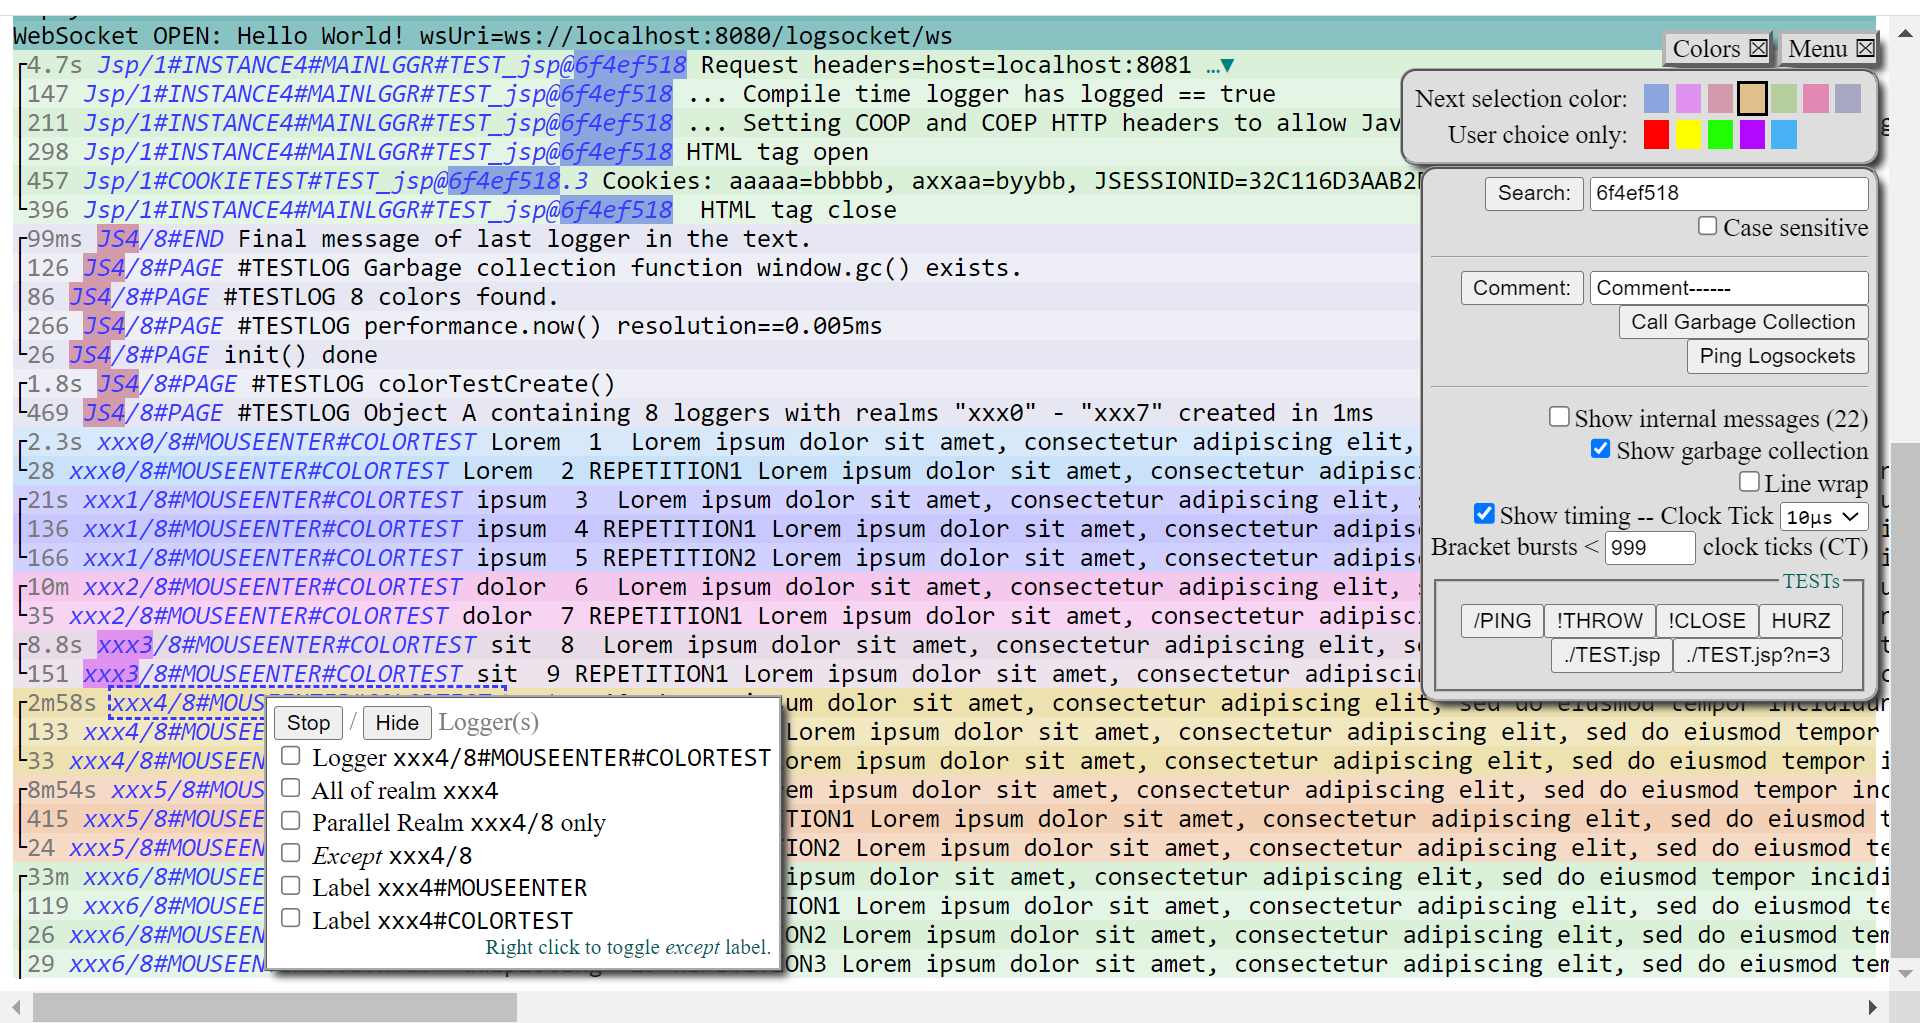 WebSocket OPEN: Hello World! wsUri=ws://localhost:8080/logsocket/ws
Colors ☒ Menu ☒
4.7s Jsp/1#INSTANCE4#MAINLGGR#TEST_jsp@6f4ef518 Request headers=host=localhost:8081 …▼
147 Jsp/1#INSTANCE4#MAINLGGR#TEST_jsp@6f4ef518 ... Compile time logger has logged == true
211 Jsp/1#INSTANCE4#MAINLGGR#TEST_jsp@6f4ef518 ... Setting COOP and COEP HTTP headers to allow Jav
298 Jsp/1#INSTANCE4#MAINLGGR#TEST_jsp@6f4ef518 HTML tag open
457 Jsp/1#COOKIETEST#TEST_jsp@6f4ef518.3 Cookies: aaaaa=bbbbb, axxaa=byybb, JSESSIONID=32C116D3AAB2
396 Jsp/1#INSTANCE4#MAINLGGR#TEST_jsp@6f4ef518 HTML tag close
99ms JS4/8#END Final message of last logger in the text.
126 JS4/8#PAGE #TESTLOG Garbage collection function window.gc() exists.
86 JS4/8#PAGE #TESTLOG 8 colors found.
266 JS4/8#PAGE #TESTLOG performance.now() resolution==0.005ms
26 JS4/8#PAGE init() done
1.8s JS4/8#PAGE #TESTLOG colorTestCreate()
469 JS4/8#PAGE #TESTLOG Object A containing 8 loggers with realms "xxx0" - "xxx7" created in 1ms
2.3s xxx0/8#MOUSEENTER#COLORTEST Lorem 1 Lorem ipsum dolor sit amet, consectetur adipiscing elit,
28 xxx0/8#MOUSEENTER#COLORTEST Lorem 2 REPETITION1 Lorem ipsum dolor sit amet, consectetur adipisc
21s xxx1/8#MOUSEENTER#COLORTEST ipsum 3 Lorem ipsum dolor sit amet, consectetur adipiscing elit,
136 xxx1/8#MOUSEENTER#COLORTEST ipsum 4 REPETITION1 Lorem ipsum dolor sit amet, consectetur adipis
166 xxx1/8#MOUSEENTER#COLORTEST ipsum 5 REPETITION2 Lorem ipsum dolor sit amet, consectetur adipis
10m xxx2/8#MOUSEENTER#COLORTEST dolor 6 Lorem ipsum dolor sit amet, consectetur adipiscing elit,
35 xxx2/8#MOUSEENTER#COLORTEST dolor 7 REPETITION1 Lorem ipsum dolor sit amet, consectetur adipisc
8.8s xxx3/8#MOUSEENTER#COLORTEST sit 8 Lorem ipsum dolor sit amet, consectetur adipiscing elit, s
151 xxx3/8#MOUSEENTER#COLORTEST sit 9 REPETITION1 Lorem ipsum dolor sit amet, consectetur adipisc
2m58s xxx4/8#MOUS um dolor sit amet, consectetur adipiscing elit, sed do eiusmod tempor incididun
133 xxx4/8#MOUSEE Lorem ipsum dolor sit amet, consectetur adipiscing elit, sed do eiusmod tempor
33 xxx4/8#MOUSEEN orem ipsum dolor sit amet, consectetur adipiscing elit, sed do eiusmod tempor i
8m54s xxx5/8#MOUS em ipsum dolor sit amet, consectetur adipiscing elit, sed do eiusmod tempor inc
415 xxx5/8#MOUSEE TION1 Lorem ipsum dolor sit amet, consectetur adipiscing elit, sed do eiusmod t
24 xxx5/8#MOUSEEN ION2 Lorem ipsum dolor sit amet, consectetur adipiscing elit, sed do eiusmod te
33m xxx6/8#MOUSEE ipsum dolor sit amet, consectetur adipiscing elit, sed do eiusmod tempor incidi
119 xxx6/8#MOUSEE ION1 Lorem ipsum dolor sit amet, consectetur adipiscing elit, sed do eiusmod te
26 xxx6/8#MOUSEEN ON2 Lorem ipsum dolor sit amet, consectetur adipiscing elit, sed do eiusmod tem
29 xxx6/8#MOUSEEN ON3 Lorem ipsum dolor sit amet, consectetur adipiscing elit, sed do eiusmod tem
Next selection color:
User choice only:
Search: 6f4ef518
Case sensitive
Comment: Comment------
Call Garbage Collection
Ping Logsockets
Show internal messages (22)
Show garbage collection
Line wrap
Show timing -- Clock Tick 10µs
Bracket bursts < 999 clock ticks (CT)
TESTs
/PING !THROW !CLOSE HURZ
./TEST.jsp ./TEST.jsp?n=3
Stop / Hide Logger(s)
Logger xxx4/8#MOUSEENTER#COLORTEST
All of realm xxx4
Parallel Realm xxx4/8 only
Except xxx4/8
Label xxx4#MOUSEENTER
Label xxx4#COLORTEST
Right click to toggle except label.